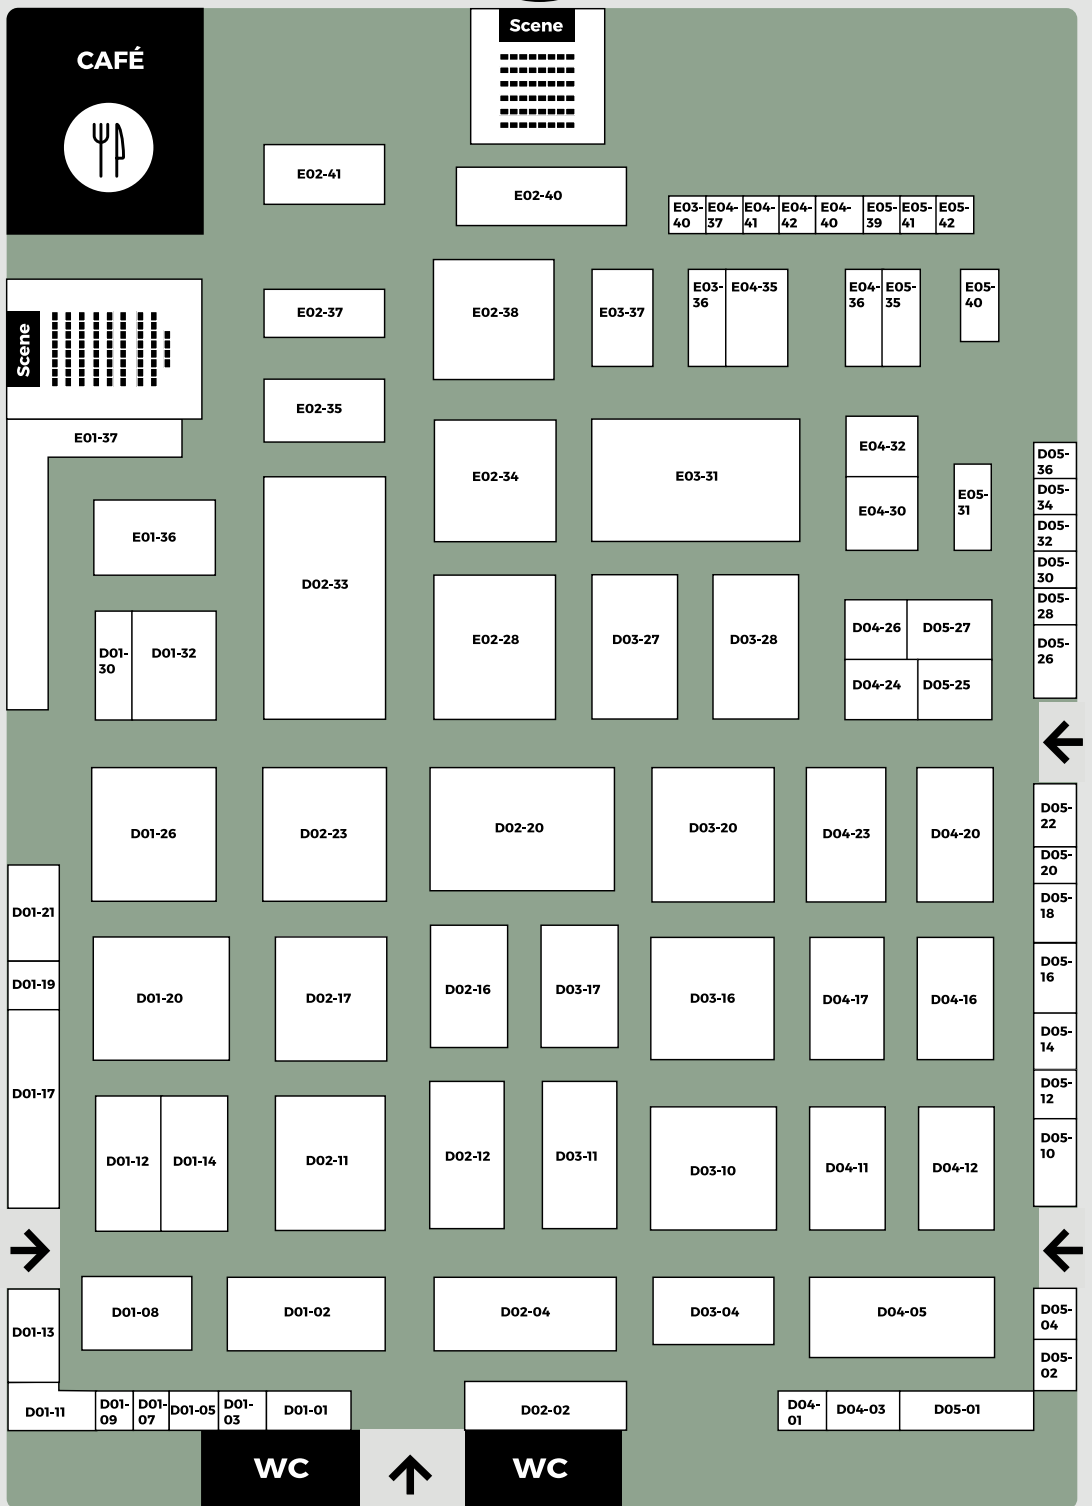 Scene
CAFÉ
E02-41
E02-40
E03-
40
E04-
37
E04-
41
E04-
42
E04-
40
E05-
39
E05-
41
E05-
42
E02-37
E02-38
E03-37
E03-
36
E04-35
E04-
36
E05-
35
E05-
40
Scene
E02-35
E01-37
E02-34
E03-31
E04-32
E04-30
E05-
31
D05-
36
D05-
34
D05-
32
D05-
30
D05-
28
D05-
26
E01-36
D02-33
D01-
30
D01-32
E02-28
D03-27
D03-28
D04-26
D05-27
D04-24
D05-25
D01-26
D02-23
D02-20
D03-20
D04-23
D04-20
D05-
22
D05-
20
D05-
18
D01-21
D01-19
D01-17
D01-20
D02-17
D02-16
D03-17
D03-16
D04-17
D04-16
D05-
16
D05-
14
D05-
12
D05-
10
D01-12
D01-14
D02-11
D02-12
D03-11
D03-10
D04-11
D04-12
D01-13
D01-08
D01-02
D02-04
D03-04
D04-05
D05-
04
D05-
02
D01-11
D01-
09
D01-
07
D01-05
D01-
03
D01-01
D02-02
D04-
01
D04-03
D05-01
WC
WC